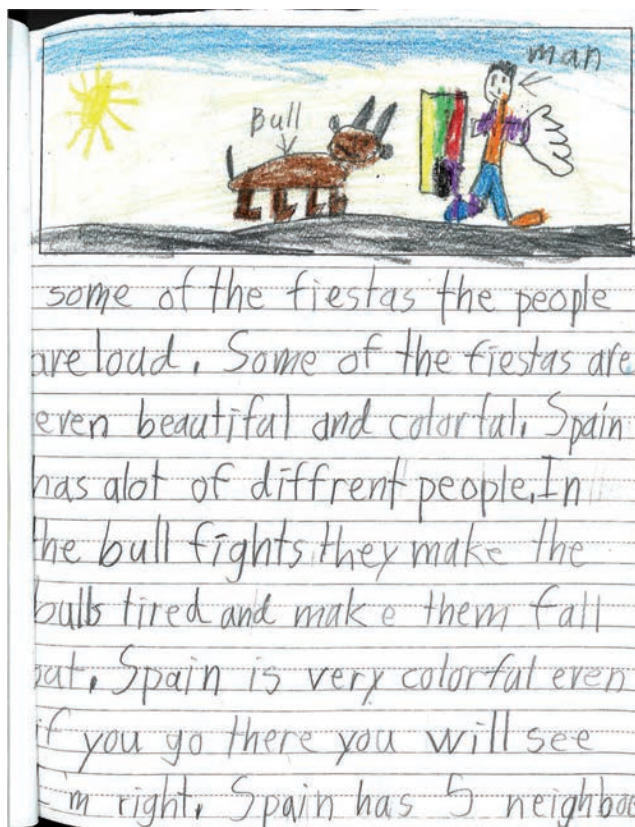 man
Bull
some of the fiestas the people
are loud. Some of the fiestas are
even beautiful and colorful. Spain
has alot of diffrent people. In
the bull fights they make the
bulls tired and make them fall
out. Spain is very colorful even
if you go there you will see
I'm right. Spain has 5 neighbor